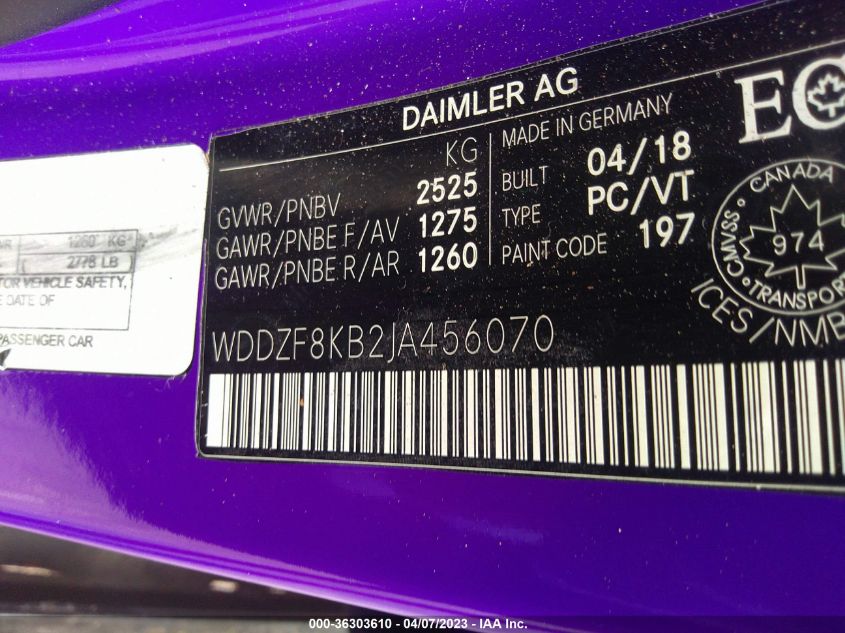 DAIMLER AG
KG
GVWR/PNBV 2525
GAWR/PNBE F/AV 1275
GAWR/PNBE R/AR 1260
MADE IN GERMANY
BUILT 04/18
TYPE PC/VT
PAINT CODE 197
CANADA
CMVSS
974
TRANSPORT
ICES/NMB
WDDZF8KB2JA456070
1260 KG
2778 LB
VEHICLE SAFETY,
DATE OF
PASSENGER CAR
000-36303610 - 04/07/2023 - IAA Inc.